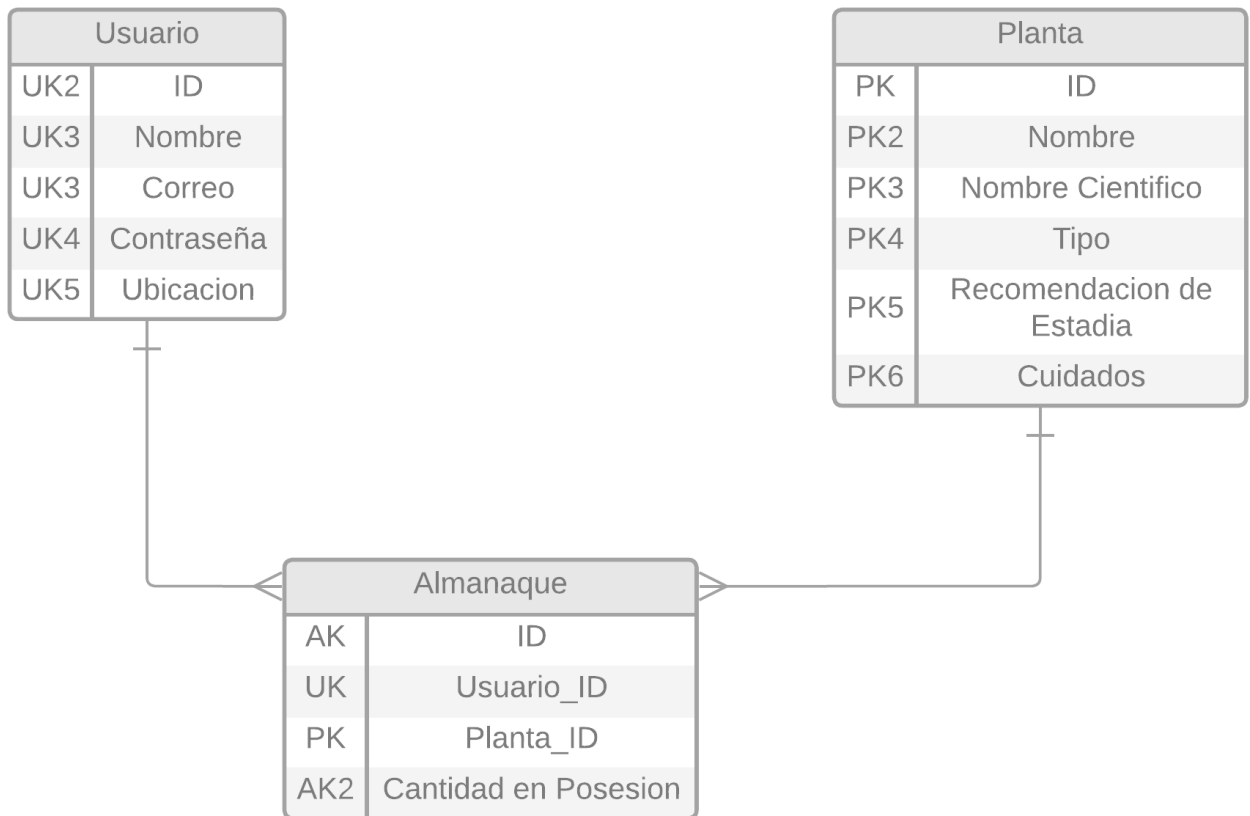 Usuario
UK2 ID
UK3 Nombre
UK3 Correo
UK4 Contraseña
UK5 Ubicacion
Planta
PK ID
PK2 Nombre
PK3 Nombre Cientifico
PK4 Tipo
PK5 Recomendacion de
Estadia
PK6 Cuidados
Almanaque
AK ID
UK Usuario_ID
PK Planta_ID
AK2 Cantidad en Posesion